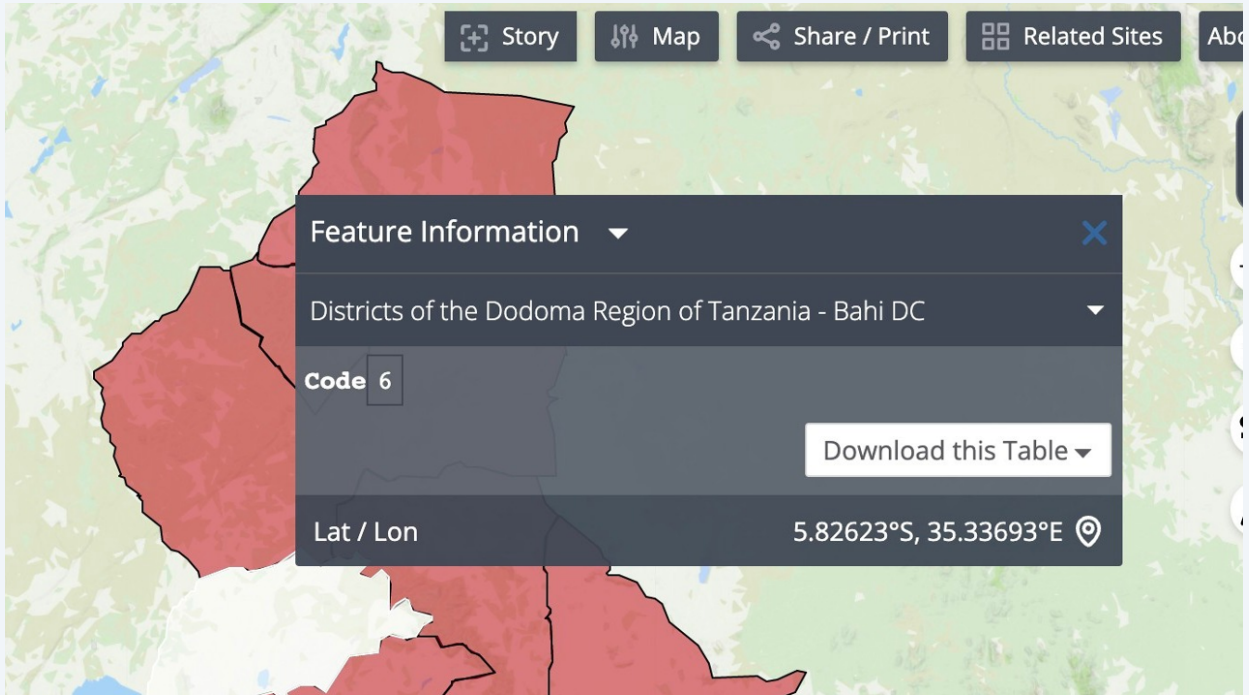 Story Map Share / Print Related Sites
Feature Information
Districts of the Dodoma Region of Tanzania - Bahi DC
Code 6
Download this Table
Lat / Lon 5.82623°S, 35.33693°E